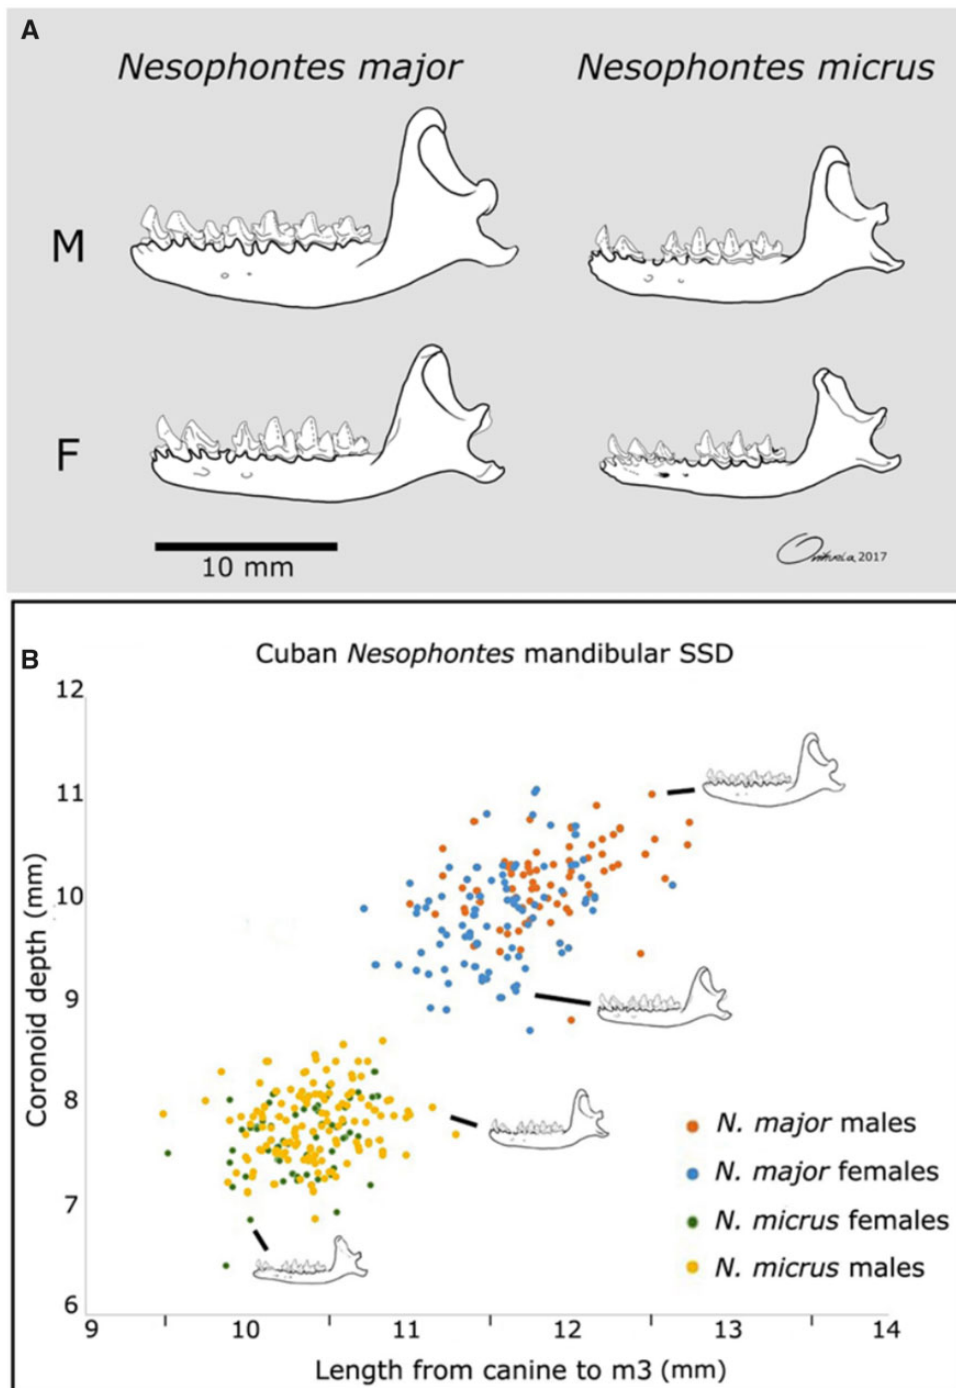 A
Nesophontes major
Nesophontes micrus
M
F
10 mm
2017
B
Cuban Nesophontes mandibular SSD
12
11
10
9
8
7
6
Coronoid depth (mm)
N. major males
N. major females
N. micrus females
N. micrus males
9 10 11 12 13 14
Length from canine to m3 (mm)